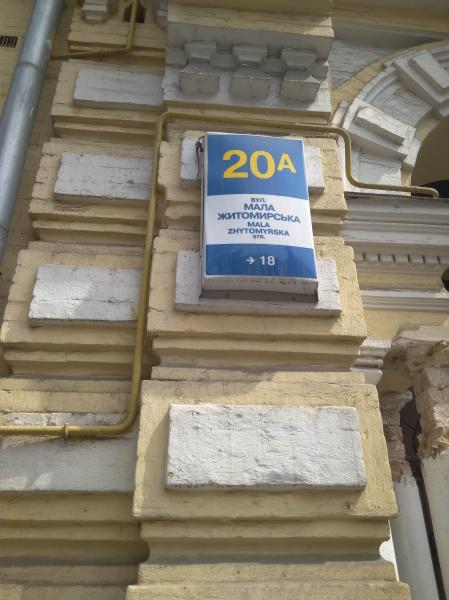 20А
ВУЛ.
МАЛА
ЖИТОМИРСЬКА
MALA
ZHYTOMYRSKA
STR.
→ 18